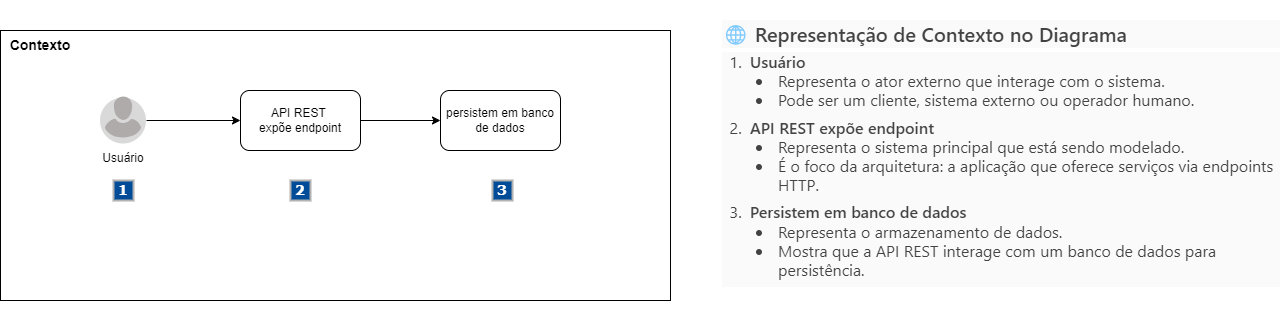 Contexto
Usuário
API REST
expõe endpoint
persistem em banco
de dados
1
2
3
Representação de Contexto no Diagrama
1. Usuário
• Representa o ator externo que interage com o sistema.
• Pode ser um cliente, sistema externo ou operador humano.
2. API REST expõe endpoint
• Representa o sistema principal que está sendo modelado.
• É o foco da arquitetura: a aplicação que oferece serviços via endpoints
HTTP.
3. Persistem em banco de dados
• Representa o armazenamento de dados.
• Mostra que a API REST interage com um banco de dados para
persistência.